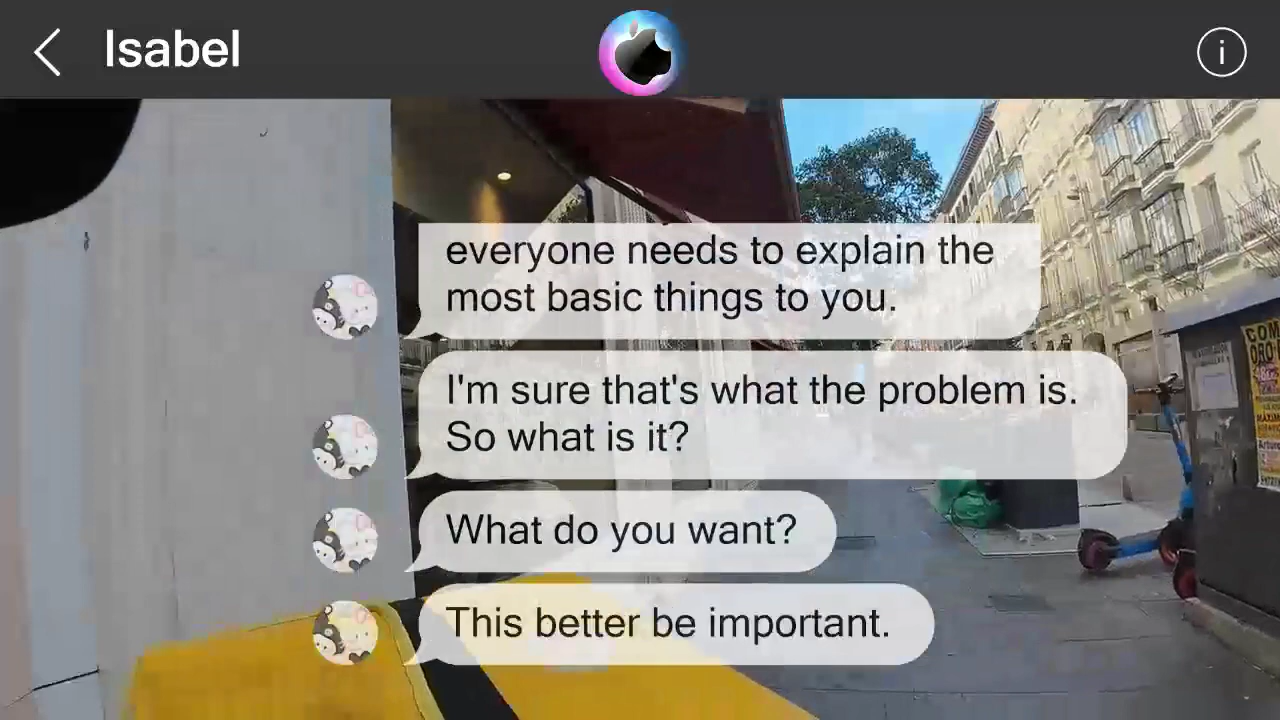 Isabel
i
everyone needs to explain the
most basic things to you.
I'm sure that's what the problem is.
So what is it?
What do you want?
This better be important.
ORO